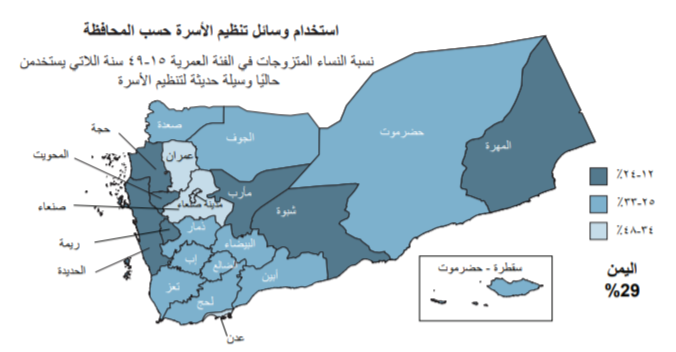 استخدام وسائل تنظيم الأسرة حسب المحافظة
نسبة النساء المتزوجات في الفئة العمرية ١٥-٤٩ سنة اللاتي يستخدمن
حاليًا وسيلة حديثة لتنظيم الأسرة
صعدة
حجة
الجوف
حضرموت
المهرة
عمران
المحويت
مأرب
صنعاء
مدينة صنعاء
شبوة
ذمار
ريمة
البيضاء
الحديدة
إب
الضالع
أبين
تعز
لحج
عدن
١٢-٢٤٪
٢٥-٣٣٪
٣٤-٤٨٪
اليمن
29%
سقطرة - حضرموت